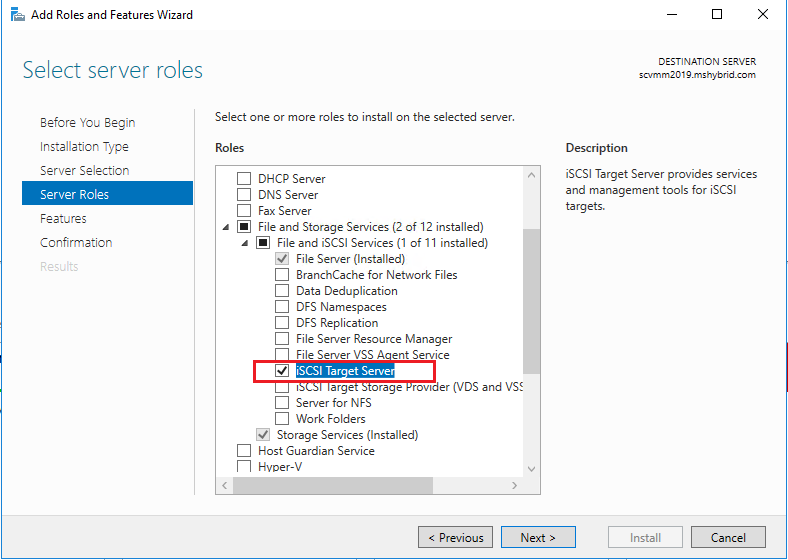 Add Roles and Features Wizard
Select server roles
DESTINATION SERVER
scvmm2019.mshybrid.com
Before You Begin
Installation Type
Server Selection
Server Roles
Features
Confirmation
Results
Select one or more roles to install on the selected server.
Roles
DHCP Server
DNS Server
Fax Server
File and Storage Services (2 of 12 installed)
File and iSCSI Services (1 of 11 installed)
File Server (Installed)
BranchCache for Network Files
Data Deduplication
DFS Namespaces
DFS Replication
File Server Resource Manager
File Server VSS Agent Service
iSCSI Target Server
iSCSI Target Storage Provider (VDS and VSS
Server for NFS
Work Folders
Storage Services (Installed)
Host Guardian Service
Hyper-V
Description
iSCSI Target Server provides services
and management tools for iSCSI
targets.
< Previous
Next >
Install
Cancel